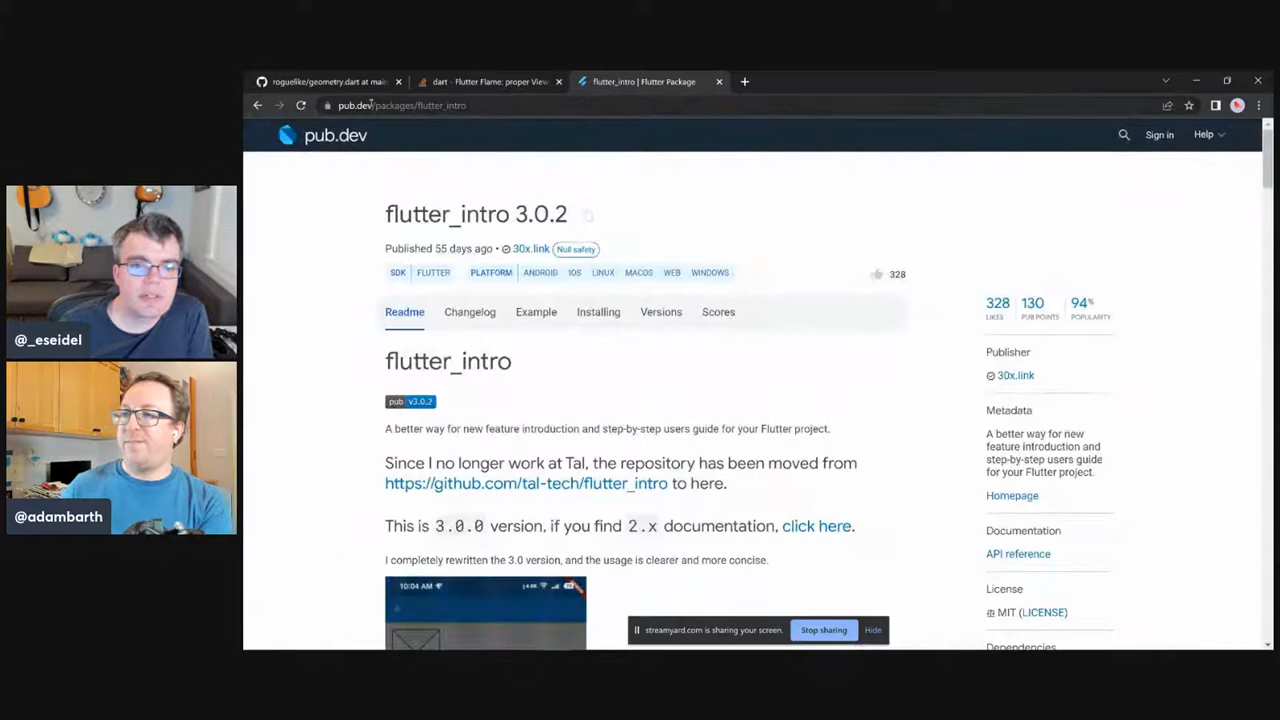 roguelike/geometry.dart at mai
dart - Flutter Flame: proper View
flutter_intro | Flutter Package
pub.dev/packages/flutter_intro
pub.dev
Sign in
Help
flutter_intro 3.0.2
Published 55 days ago • 30x.link Null safety
SDK FLUTTER PLATFORM ANDROID IOS LINUX MACOS WEB WINDOWS
328
Readme Changelog Example Installing Versions Scores
flutter_intro
pub v3.0.2
A better way for new feature introduction and step-by-step users guide for your Flutter project.
Since I no longer work at Tal, the repository has been moved from
https://github.com/tal-tech/flutter_intro to here.
This is 3.0.0 version, if you find 2.x documentation, click here.
I completely rewritten the 3.0 version, and the usage is clearer and more concise.
10:04 AM
328 130 94%
LIKES PUB POINTS POPULARITY
Publisher
30x.link
Metadata
A better way for new
feature introduction and
step-by-step users guide
for your Flutter project.
Homepage
Documentation
API reference
License
MIT (LICENSE)
Dependencies
streamyard.com is sharing your screen.
Stop sharing
Hide
@_eseidel
@adambarth